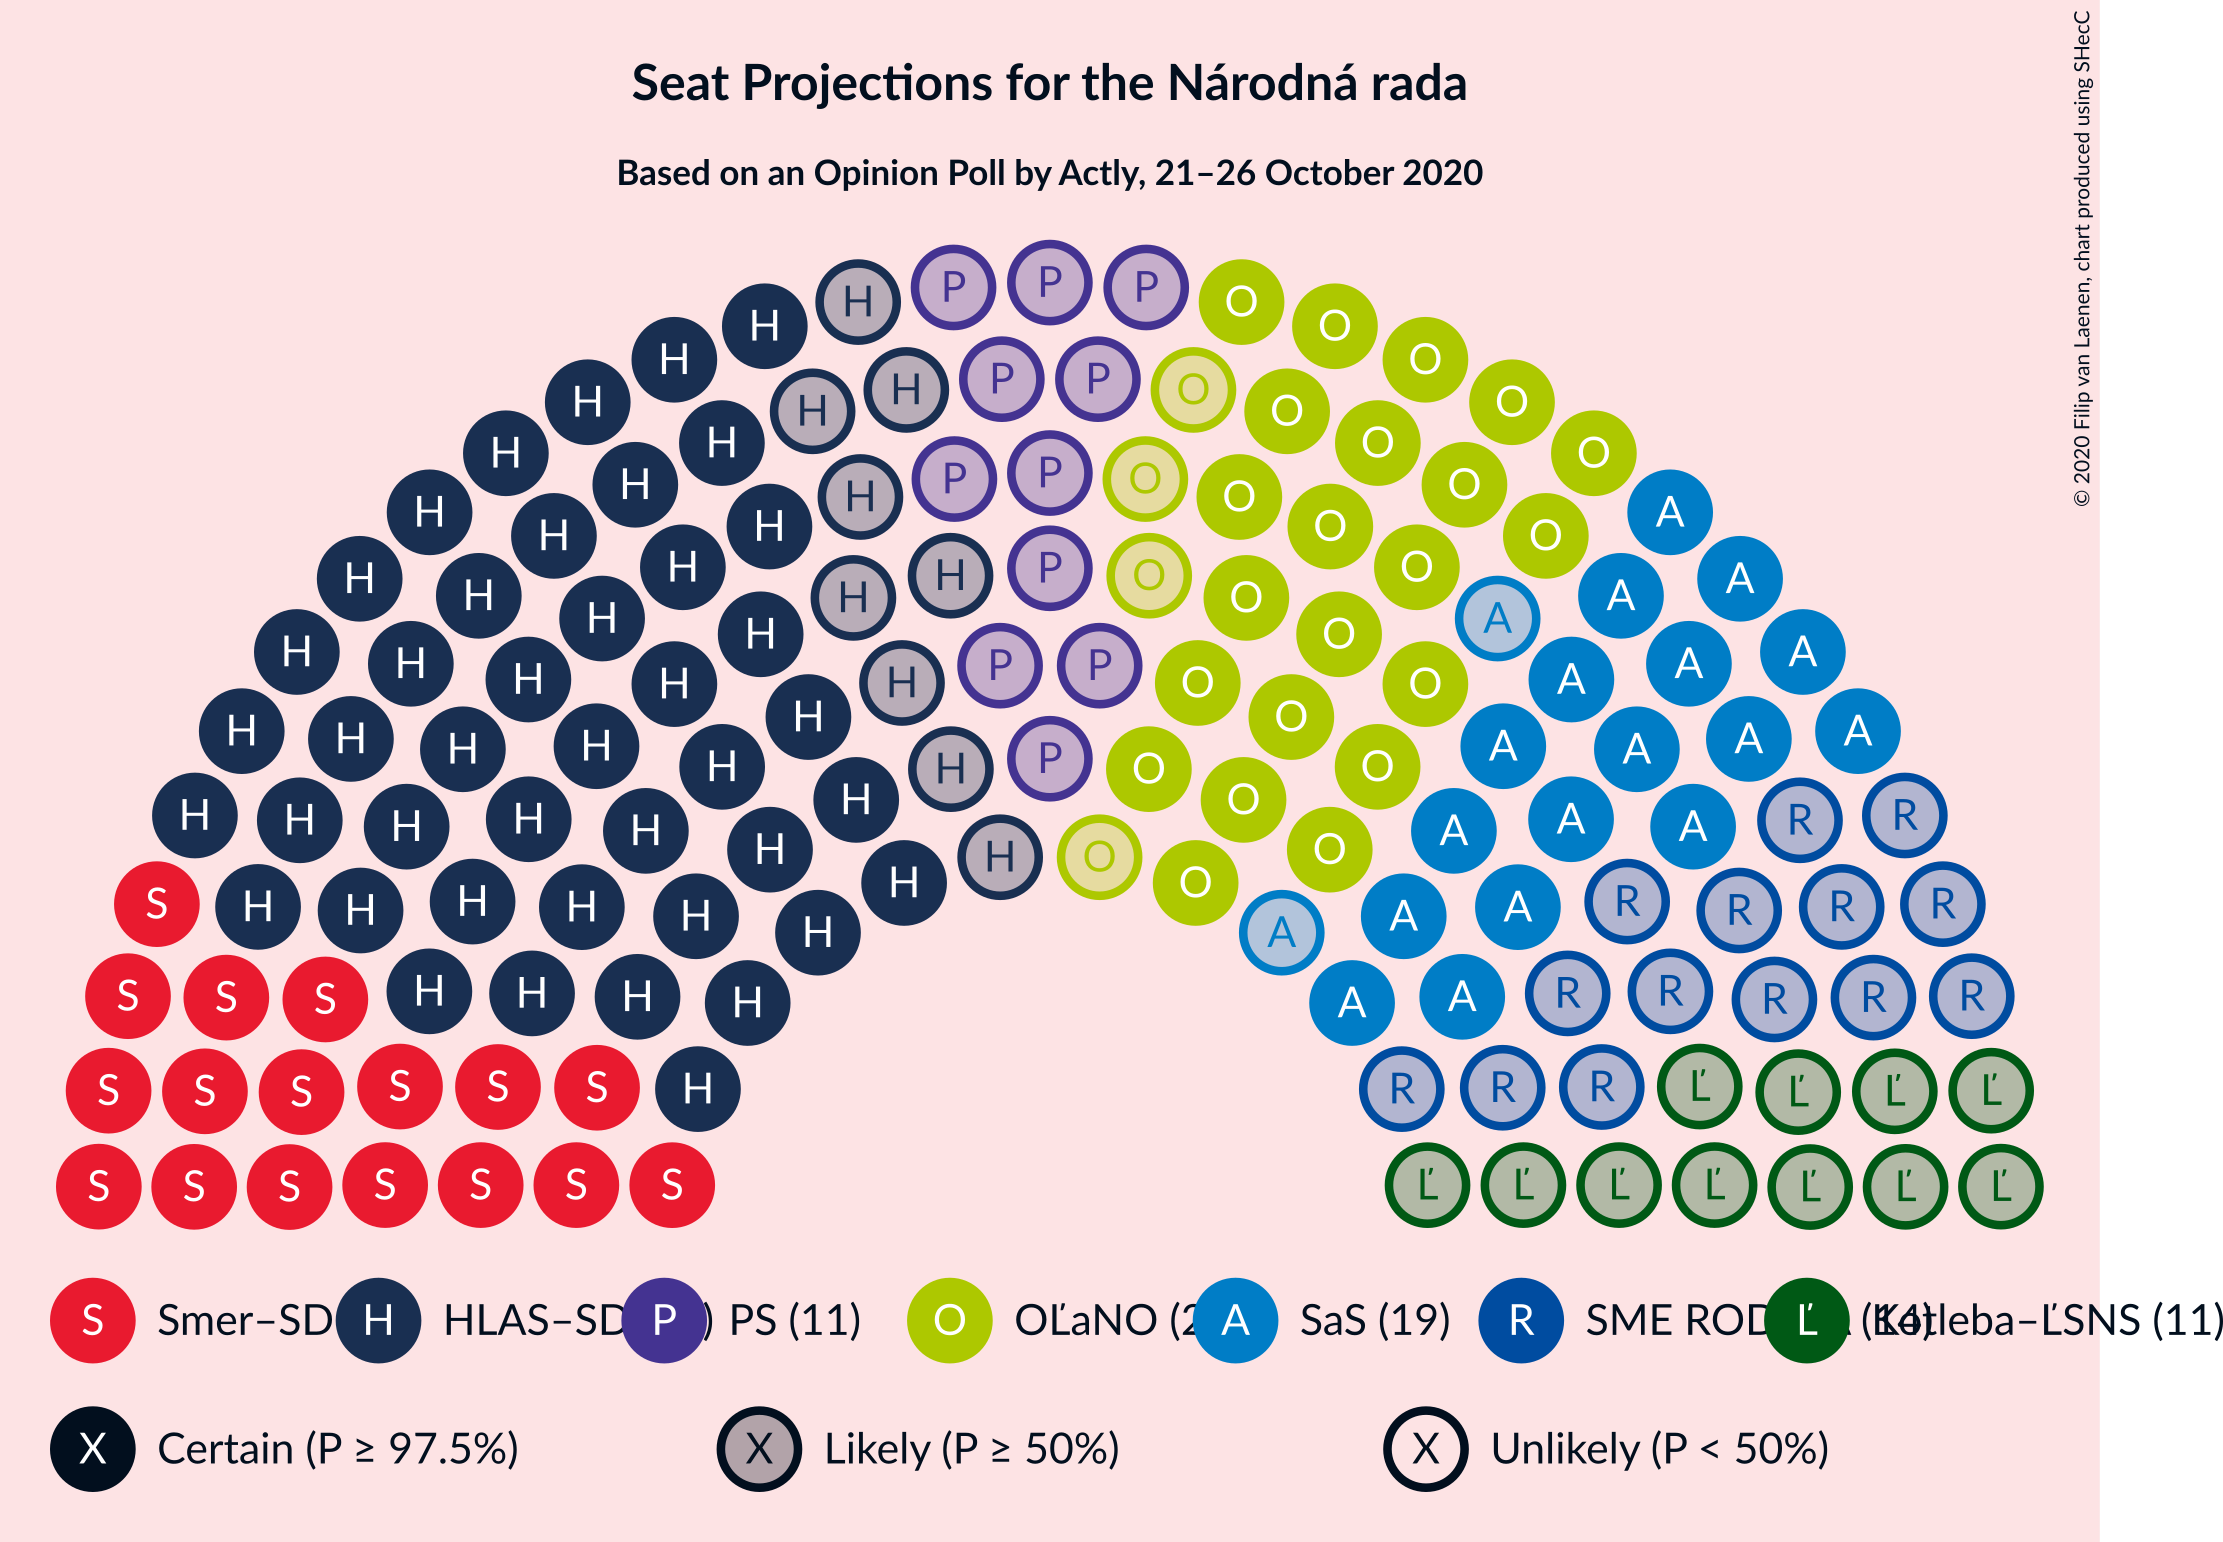 Seat Projections for the Národná rada
Based on an Opinion Poll by Actly, 21–26 October 2020
© 2020 Filip van Laenen, chart produced using SHecC
H P P P O
H O
H O
H H H P P O O O
H H O O
H H H P P O O O A
H H O O
H H H H H P O O O A A
H H O A
H H H H H P P O O A A A
H H H H H H H P O O O A A A A
H H H H H H H H O O O A A A R R
S H H H H H H H O A A A R R R R
S S S H H H H A A R R R R R
S S S S S S H R R R Ľ Ľ Ľ Ľ
S S S S S S S Ľ Ľ Ľ Ľ Ľ Ľ Ľ
S Smer–SD H HLAS–SD P PS (11) O OĽaNO A SaS (19) R SME (14) Ľ Kotleba–ĽSNS (11)
X Certain (P ≥ 97.5%) X Likely (P ≥ 50%) X Unlikely (P < 50%)